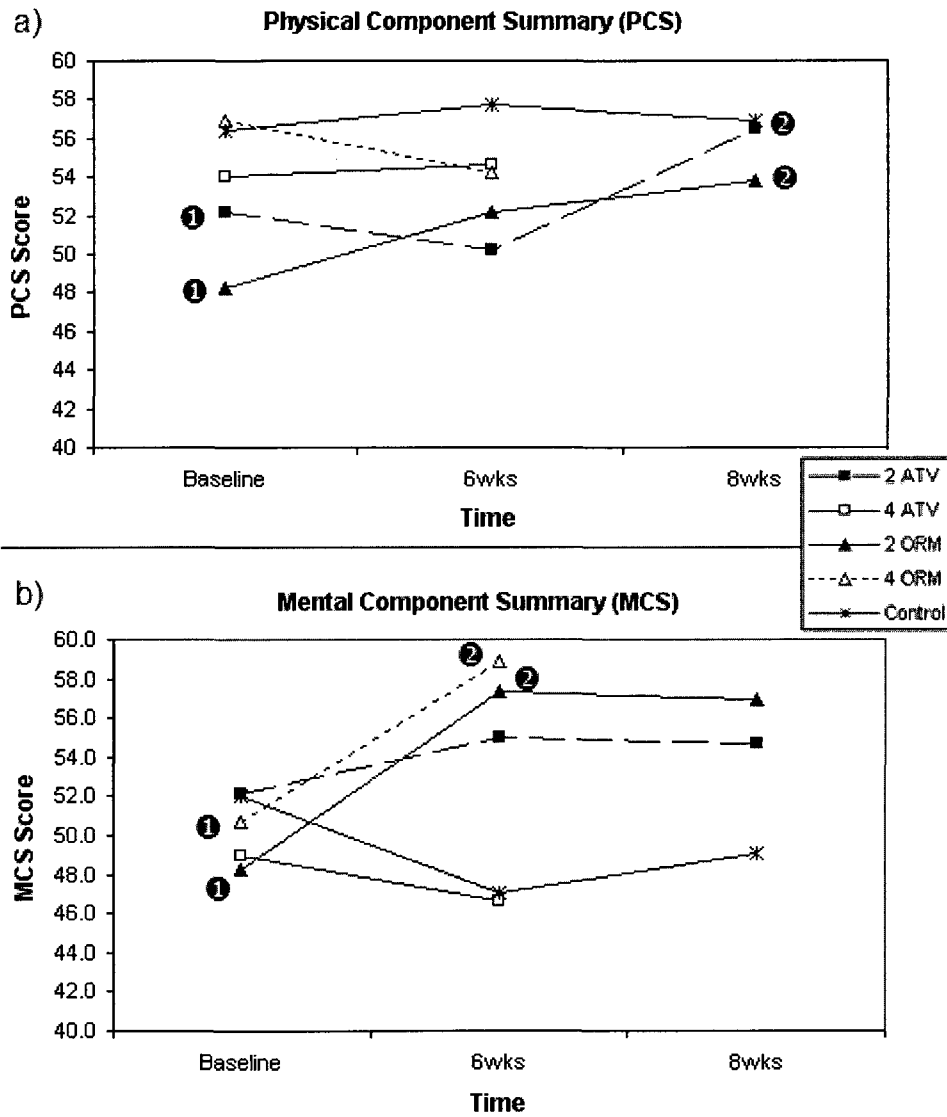 a)
Physical Component Summary (PCS)
60
58
56
54
52
50
48
46
44
42
40
PCS Score
❶
❶
❷
❷
Baseline
6wks
8wks
Time
2 ATV
4 ATV
2 ORM
4 ORM
Control
b)
Mental Component Summary (MCS)
60.0
58.0
56.0
54.0
52.0
50.0
48.0
46.0
44.0
42.0
40.0
MCS Score
❷
❷
❶
❶
Baseline
6wks
8wks
Time